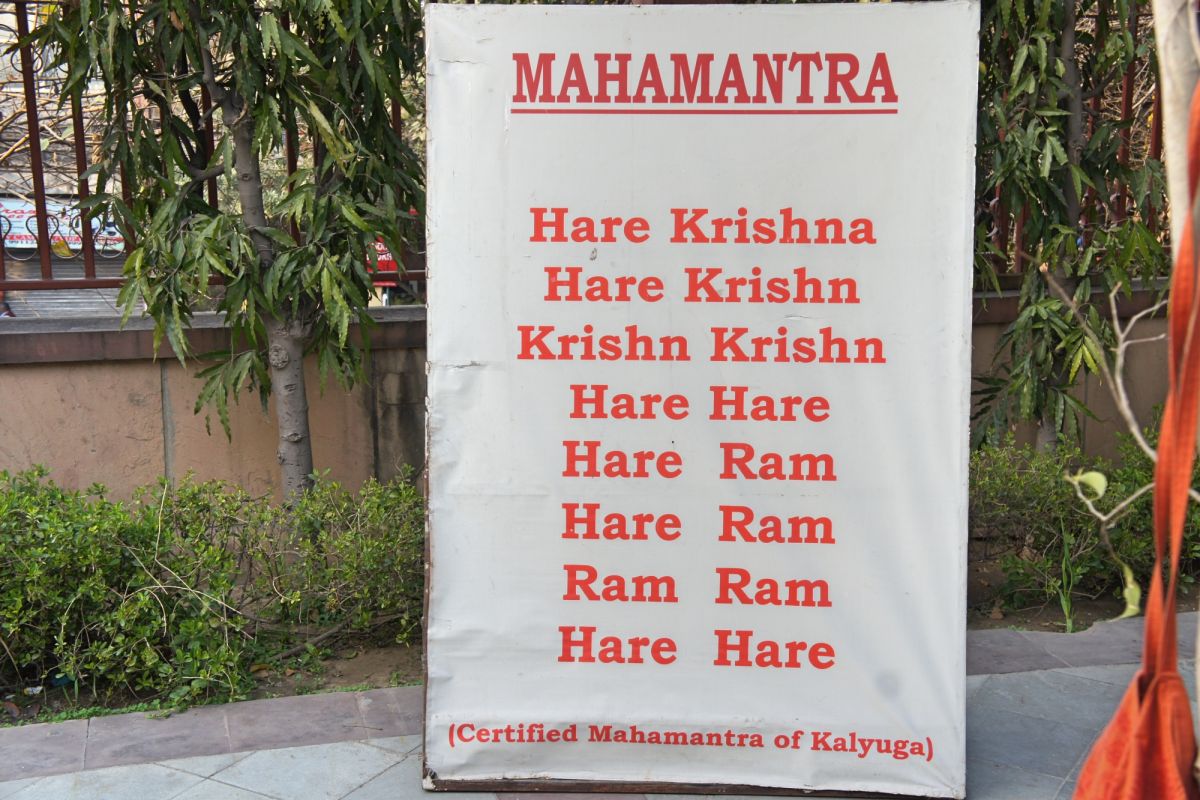 MAHAMANTRA
Hare Krishna
Hare Krishn
Krishn Krishn
Hare Hare
Hare Ram
Hare Ram
Ram Ram
Hare Hare
(Certified Mahamantra of Kalyuga)